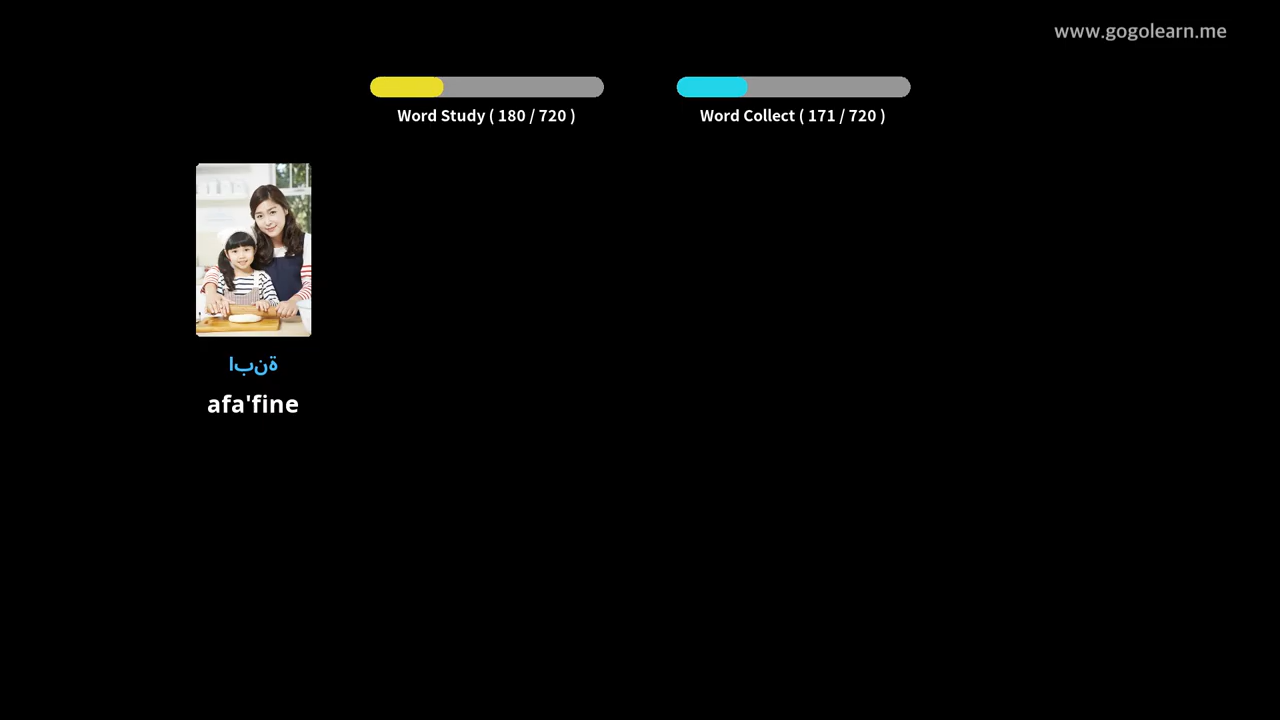 www.gogolearn.me
Word Study ( 180 / 720 )
Word Collect ( 171 / 720 )
ابنة
afa'fine